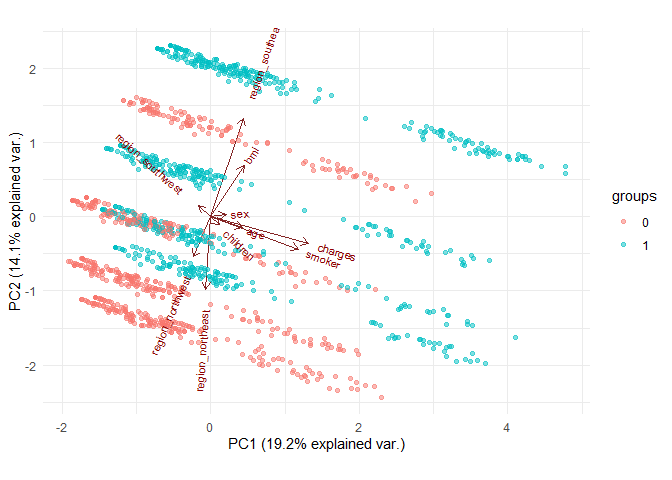 region_southea
2
1
0
-1
-2
PC2 (14.1% explained var.)
bmi
region_southwest
sex
age
children
charges
smoker
region_northwest
region_northeast
-2
0
2
4
PC1 (19.2% explained var.)
groups
0
1